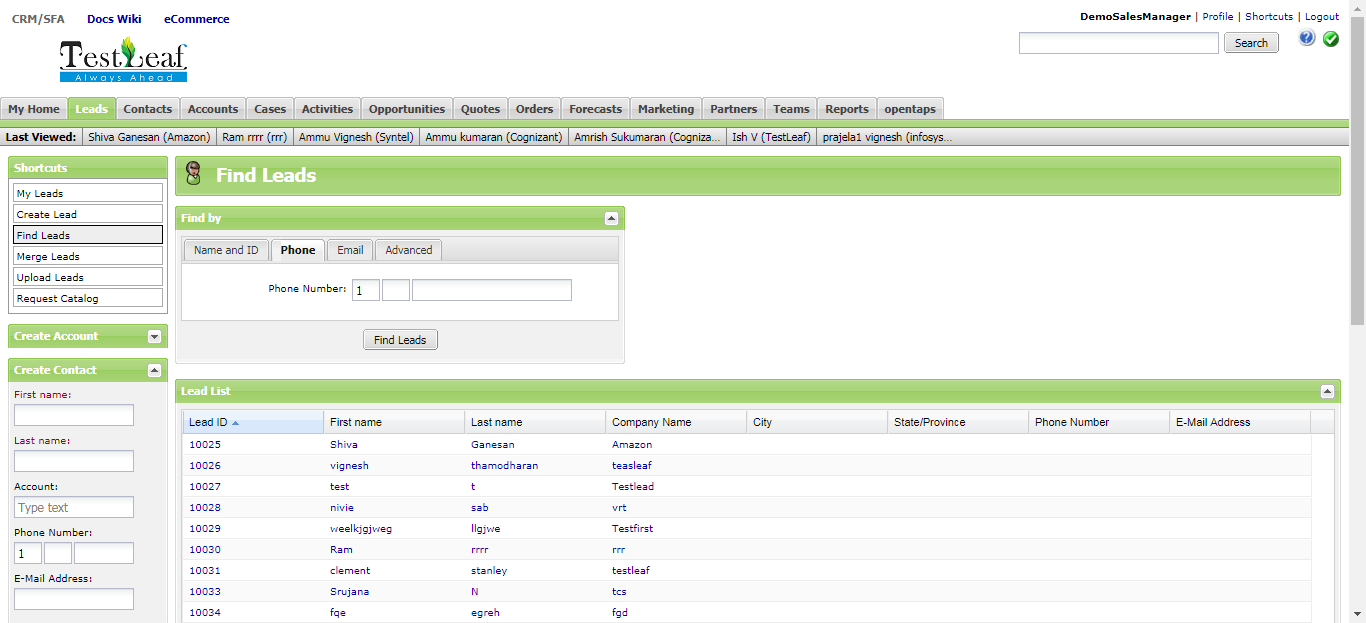 CRM/SFA Docs Wiki eCommerce
DemoSalesManager | Profile | Shortcuts | Logout
TestLeaf
Always Ahead
Search
My Home Leads Contacts Accounts Cases Activities Opportunities Quotes Orders Forecasts Marketing Partners Teams Reports opentaps
Last Viewed: Shiva Ganesan (Amazon) Ram rrrr (rrr) Ammu Vignesh (Syntel) Ammu kumaran (Cognizant) Amrish Sukumaran (Cogniza... Ish V (TestLeaf) prajela1 vignesh (infosys...
Shortcuts
My Leads
Create Lead
Find Leads
Merge Leads
Upload Leads
Request Catalog
Create Account
Create Contact
First name:
Last name:
Account:
Type text
Phone Number:
1
E-Mail Address:
Find Leads
Find by
Name and ID Phone Email Advanced
Phone Number: 1
Find Leads
Lead List
Lead ID First name Last name Company Name City State/Province Phone Number E-Mail Address
10025 Shiva Ganesan Amazon
10026 vignesh thamodharan teasleaf
10027 test t Testlead
10028 nivie sab vrt
10029 weelkjgjweg llgjwe Testfirst
10030 Ram rrrr rrr
10031 clement stanley testleaf
10033 Srujana N tcs
10034 fqe egreh fgd